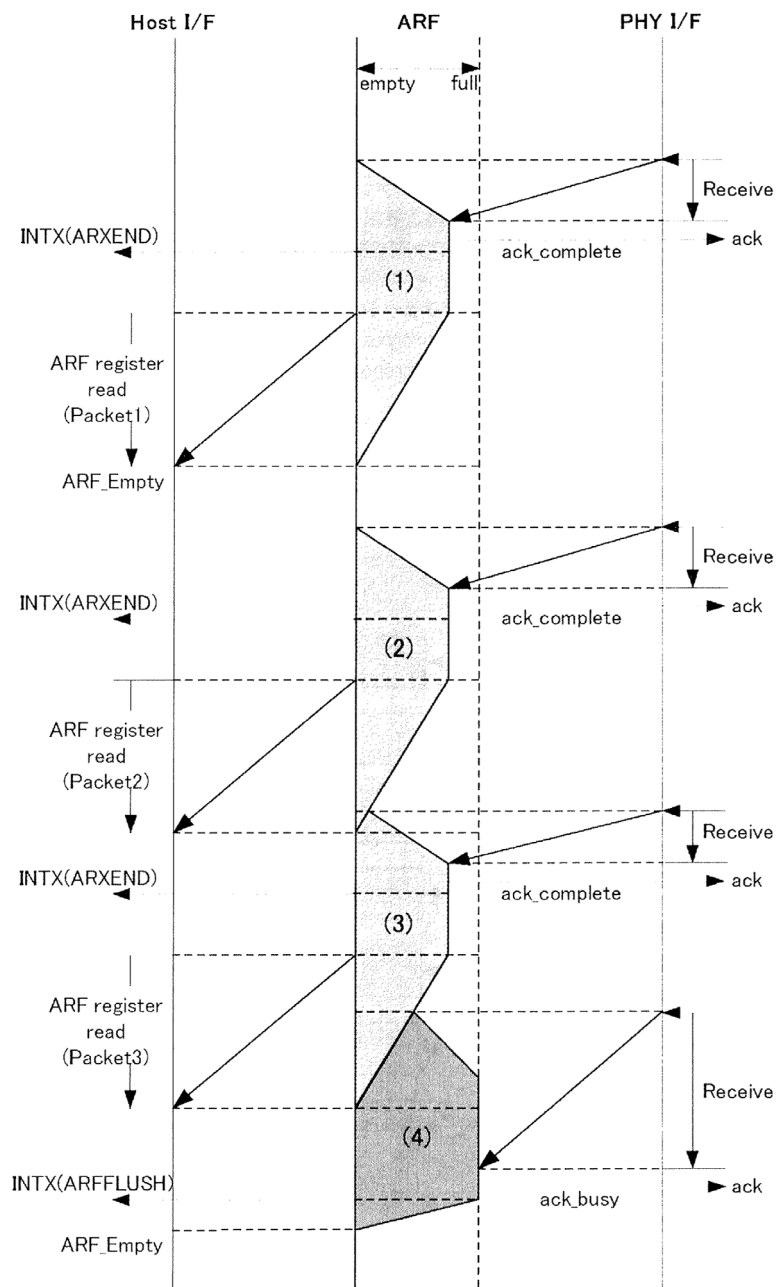 Host I/F ARF PHY I/F
empty full
Receive
INTX(ARXEND)
ack_complete
ack
(1)
ARF register
read
(Packet1)
ARF_Empty
Receive
INTX(ARXEND)
ack_complete
ack
(2)
ARF register
read
(Packet2)
Receive
INTX(ARXEND)
ack_complete
ack
(3)
ARF register
read
(Packet3)
Receive
(4)
INTX(ARFFLUSH)
ack_busy
ack
ARF_Empty